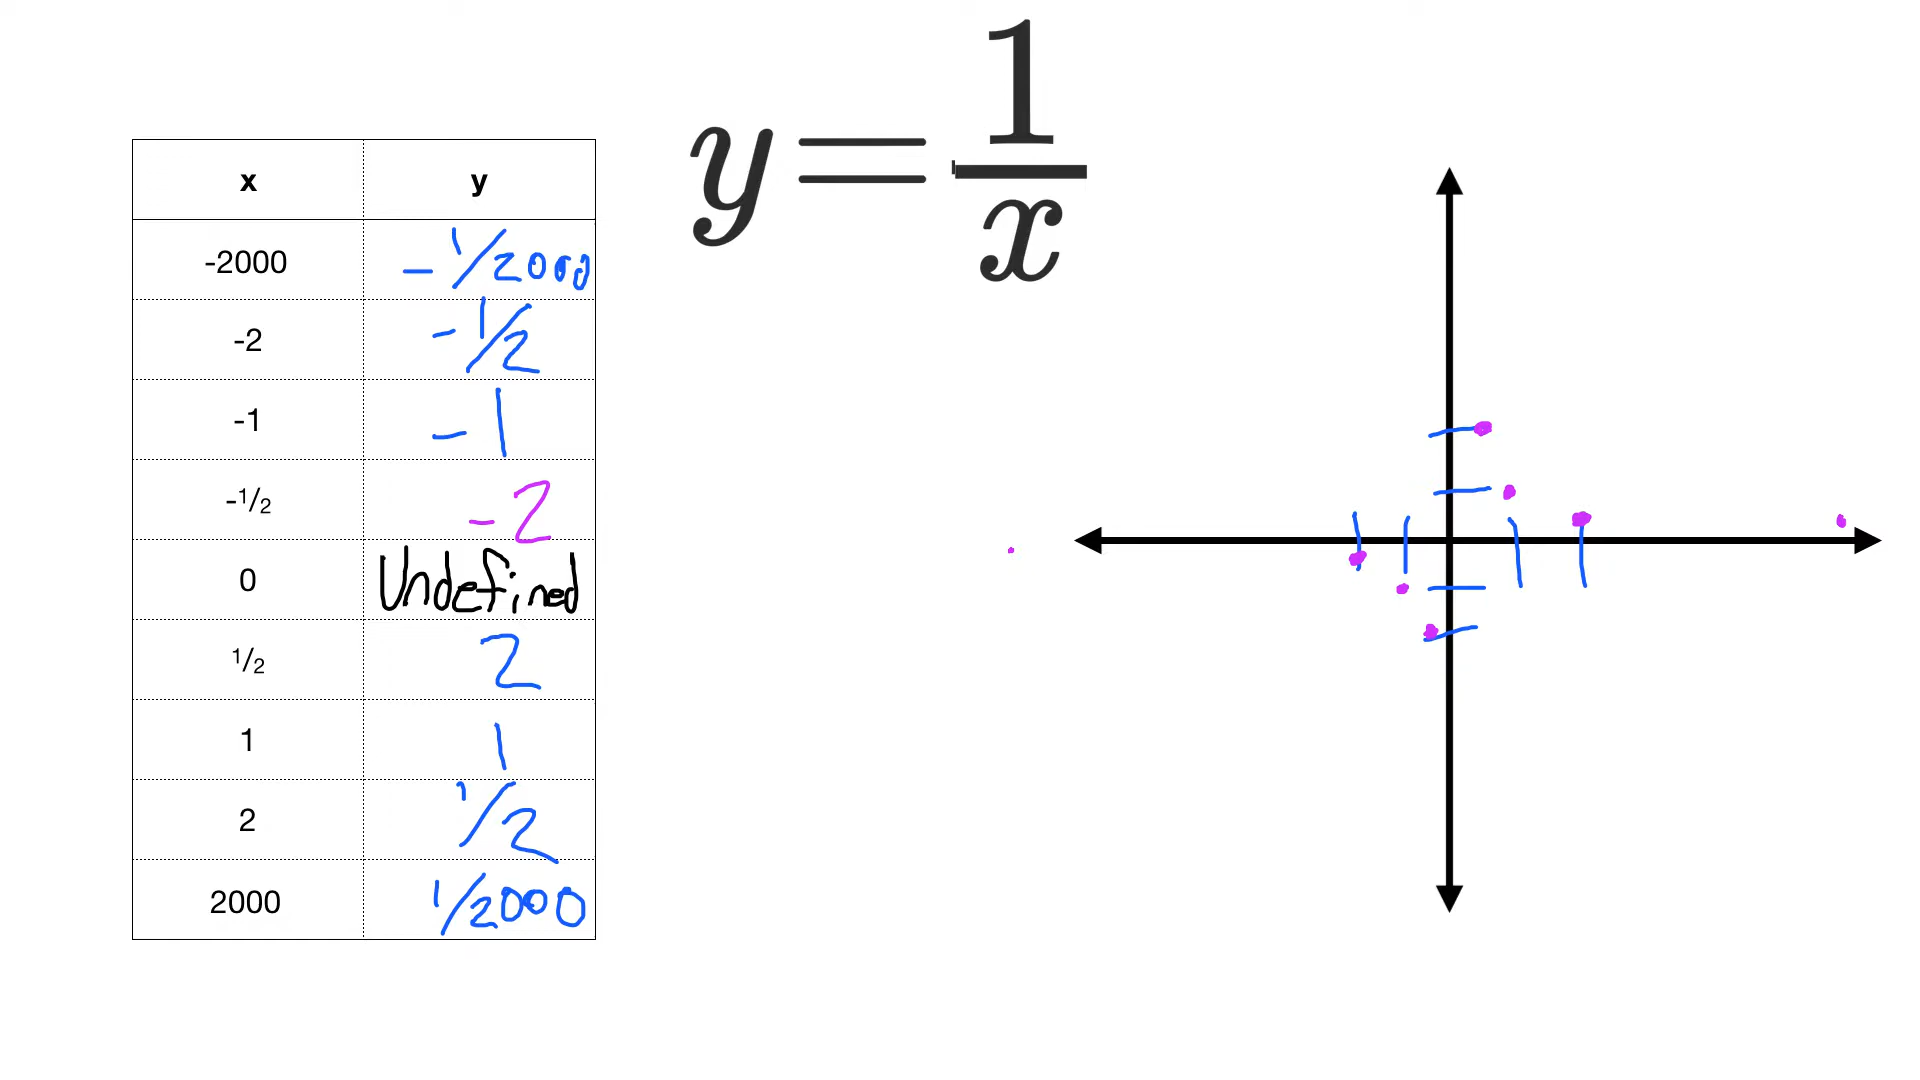 y = 1/x
x y
-2000 -1/2000
-2 -1/2
-1 -1
-1/2 -2
0 Undefined
1/2 2
1 1
2 1/2
2000 1/2000